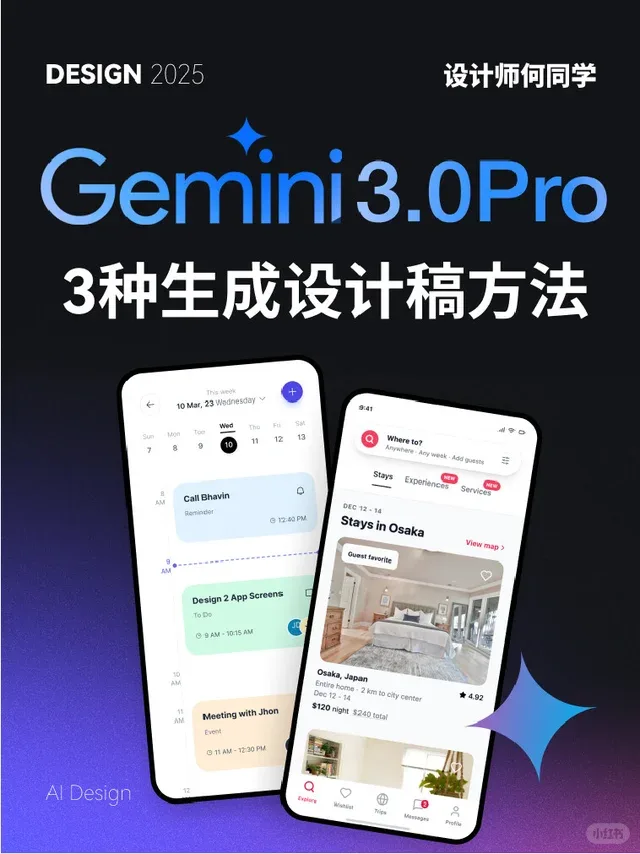 DESIGN 2025
设计师何同学
Gemini 3.0Pro
3种生成设计稿方法
This week
10 Mar, 23 Wednesday
Sun Mon Tue Wed Thu Fri Sat
7 8 9 10 11 12 13
8 AM
Call Bhavin
Reminder
12:40 PM
9 AM
Design 2 App Screens
To Do
9 AM - 10:15 AM
10 AM
11 AM
Meeting with Jhon
Event
11 AM - 12:30 PM
12
9:41
Where to?
Anywhere · Any week · Add guests
Stays Experiences NEW Services NEW
DEC 12 - 14
Stays in Osaka
View map
Guest favorite
Osaka, Japan
4.92
Entire home · 2 km to city center
Dec 12 - 14
$120 night $240 total
Explore Wishlist Trips Messages Profile
AI Design
小红书